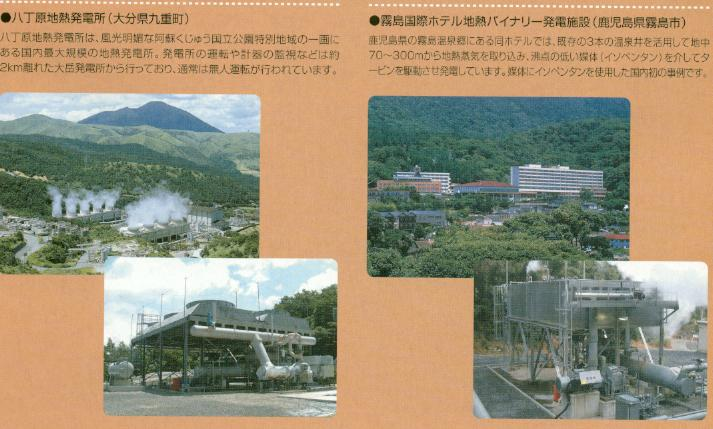 ●八丁原地熱発電所(大分県九重町)
八丁原地熱発電所は、風光明媚な阿蘇くじゅう国立公園特別地域の一画に
ある国内最大規模の地熱発電所。発電所の運転や計器の監視などは約
2km離れた大岳発電所から行っており、通常は無人運転が行われています。
●霧島国際ホテル地熱バイナリー発電施設(鹿児島県霧島市)
鹿児島県の霧島温泉郷にある同ホテルでは、既存の3本の温泉井を活用して地中
70〜300mから地熱蒸気を取り込み、沸点の低い媒体(イソペンタン)を介してタ
ービンを駆動させ発電しています。媒体にイソペンタンを使用した国内初の事例です。